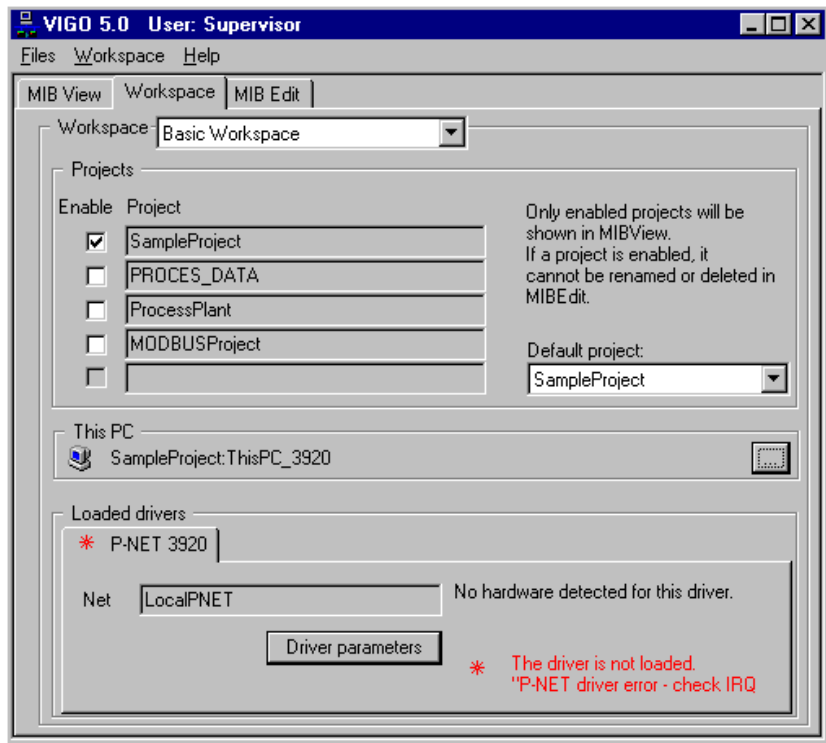 VIGO 5.0 User: Supervisor
Files Workspace Help
MIB View Workspace MIB Edit
Workspace Basic Workspace
Projects
Enable Project
SampleProject
PROCES_DATA
ProcessPlant
MODBUSProject
Only enabled projects will be
shown in MIBView.
If a project is enabled, it
cannot be renamed or deleted in
MIBEdit.
Default project:
SampleProject
This PC
SampleProject:ThisPC_3920
...
Loaded drivers
* P-NET 3920
Net LocalPNET
No hardware detected for this driver.
Driver parameters
* The driver is not loaded.
"P-NET driver error - check IRQ